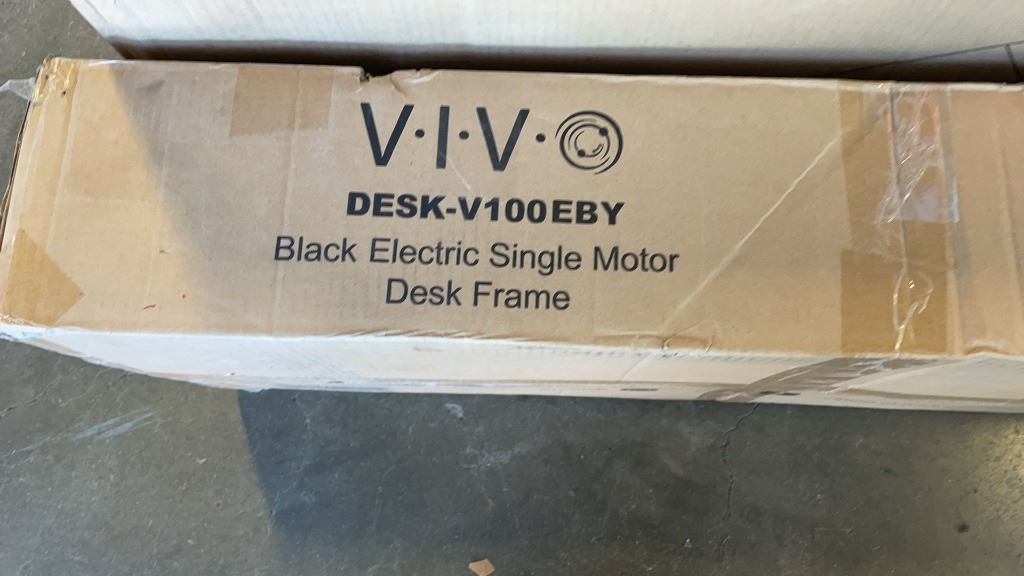 V·I·V·O
DESK-V100EBY
Black Electric Single Motor
Desk Frame